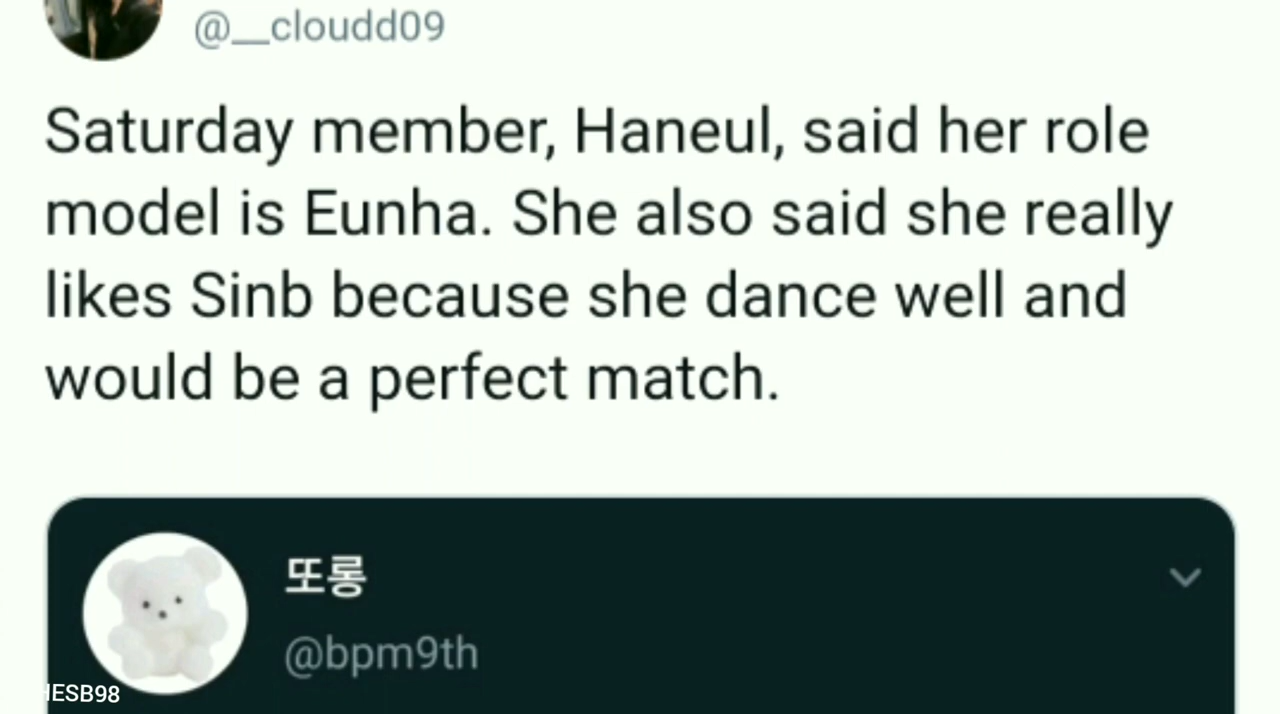 @__cloudd09
Saturday member, Haneul, said her role
model is Eunha. She also said she really
likes Sinb because she dance well and
would be a perfect match.
또롱
@bpm9th
HESB98